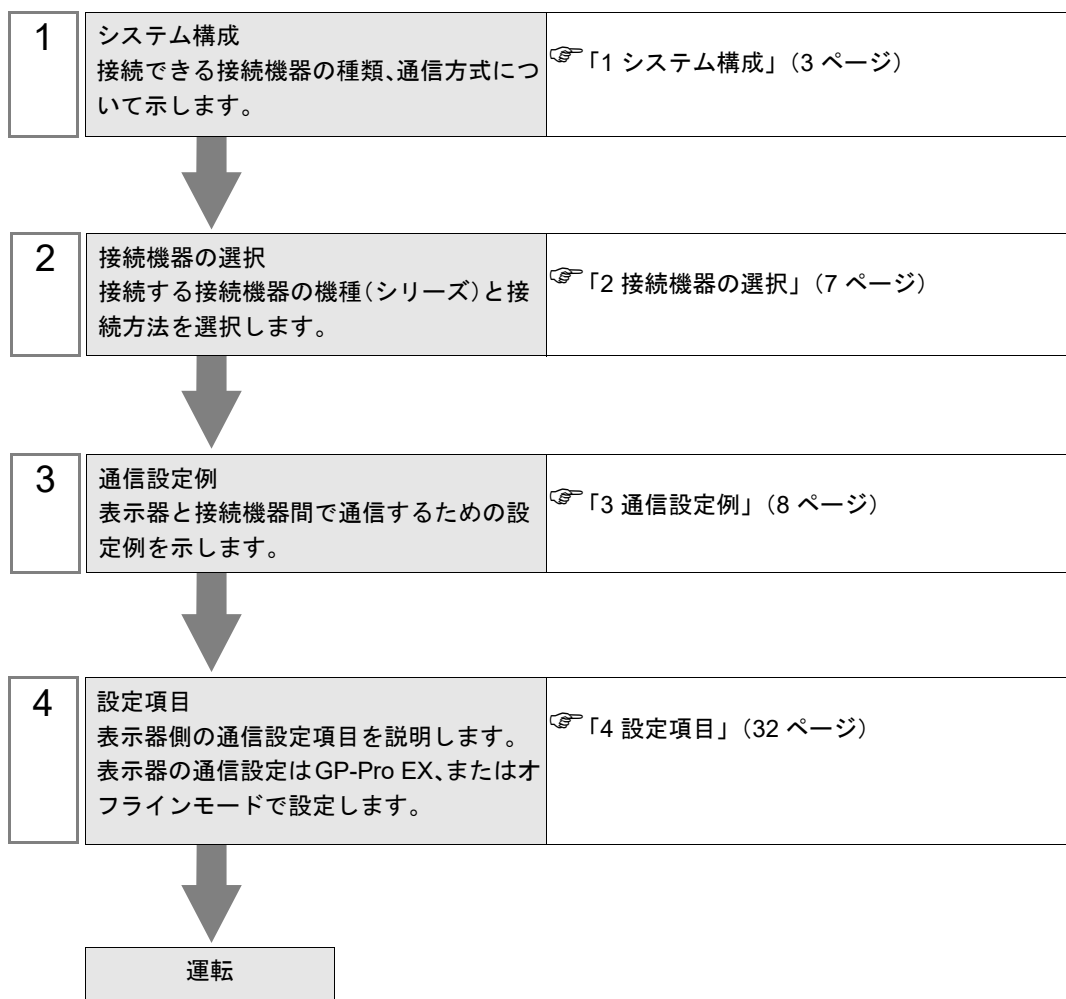 1
システム構成
接続できる接続機器の種類、通信方式につ
いて示します。
☞「1 システム構成」(3 ページ)
2
接続機器の選択
接続する接続機器の機種(シリーズ)と接
続方法を選択します。
☞「2 接続機器の選択」(7 ページ)
3
通信設定例
表示器と接続機器間で通信するための設
定例を示します。
☞「3 通信設定例」(8 ページ)
4
設定項目
表示器側の通信設定項目を説明します。
表示器の通信設定はGP-Pro EX、またはオ
フラインモードで設定します。
☞「4 設定項目」(32 ページ)
運転